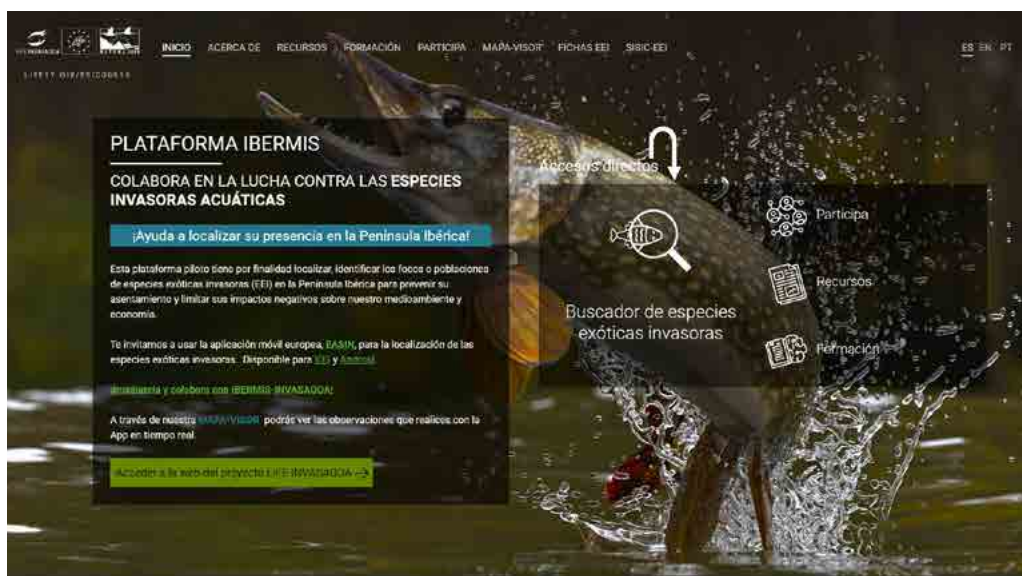 INICIO ACERCA DE RECURSOS FORMACIÓN PARTICIPA MAPA-VISOR FICHAS EEI SIBIC-EEI
ES EN PT
PLATAFORMA IBERMIS
COLABORA EN LA LUCHA CONTRA LAS ESPECIES
INVASORAS ACUÁTICAS
¡Ayuda a localizar su presencia en la Península Ibérica!
Esta plataforma piloto tiene por finalidad localizar, identificar los focos o poblaciones
de especies exóticas invasoras (EEI) en la Península Ibérica para prevenir su
asentamiento y limitar sus impactos negativos sobre nuestro medioambiente y
economía.
Te invitamos a usar la aplicación móvil europea, EASIN, para la localización de las
especies exóticas invasoras. Disponible para IOS y Android.
y colabora con IBERMIS-INVASAQUA!
A través de nuestro MAPA-VISOR podrás ver las observaciones que realices con la
App en tiempo real.
Acceder a la web del proyecto LIFE INVASAQUA
Accesos directos
Buscador de especies
exóticas invasoras
Participa
Recursos
Formación